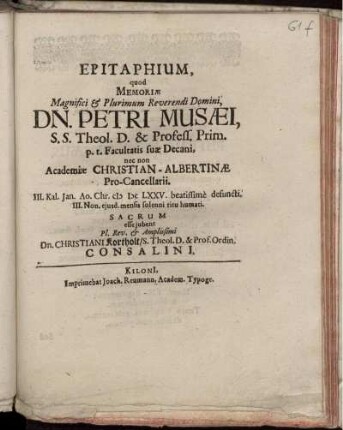 61f
EPITAPHIUM,
quod
MEMORIÆ
Magnifici & Plurimum Reverendi Domini,
DN. PETRI MUSÆI,
S. S. Theol. D. & Profess. Prim.
p. t. Facultatis suæ Decani,
nec non
Academiæ CHRISTIAN-ALBERTINÆ
Pro-Cancellarii.
III. Kal. Jan. Ao. Chr. cIɔ Iɔc LXXV. beatissimè defuncti,
III. Non. ejusd. mensis solenni ritu humati.
SACRUM
esse jubent
Pl. Rev. & Amplissimi
Dn. CHRISTIANI Kortholt/S. Theol. D. & Prof. Ordin.
CONSALINI.
KILONI,
Imprimebat Joach. Reumann, Academ. Typogr.